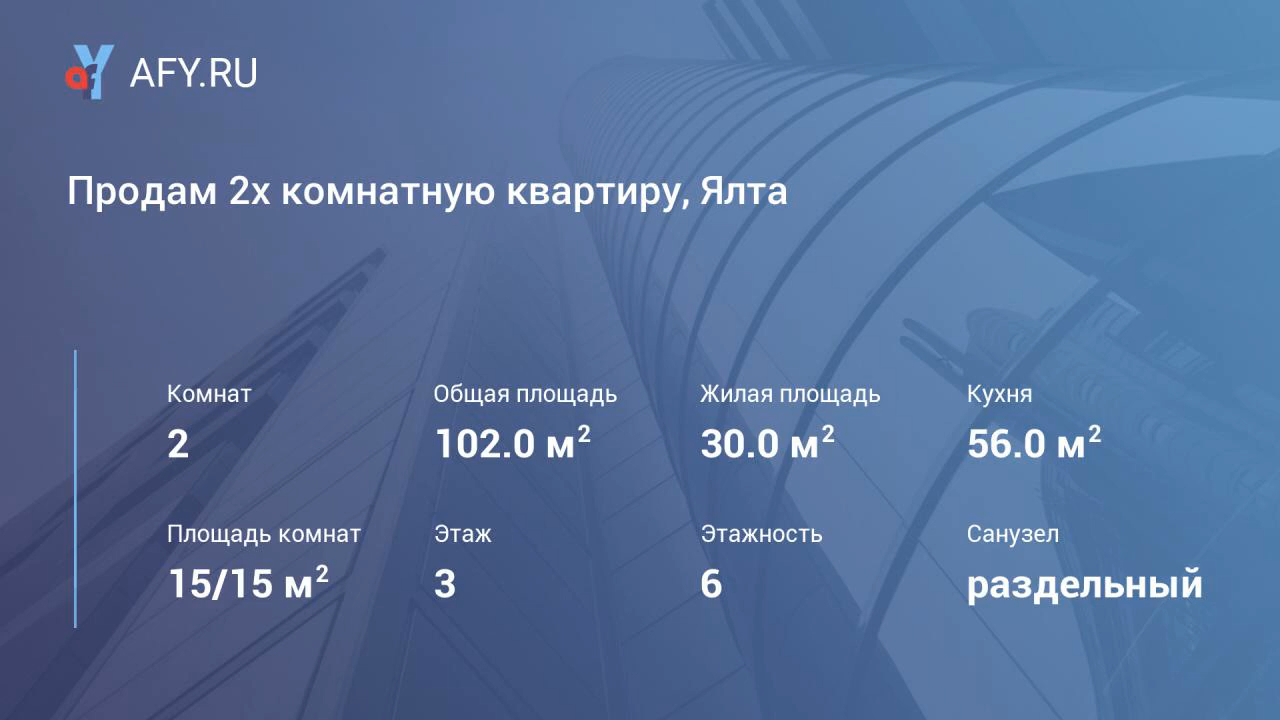 AFY.RU
Продам 2х комнатную квартиру, Ялта
Комнат
2
Общая площадь
102.0 м²
Жилая площадь
30.0 м²
Кухня
56.0 м²
Площадь комнат
15/15 м²
Этаж
3
Этажность
6
Санузел
раздельный